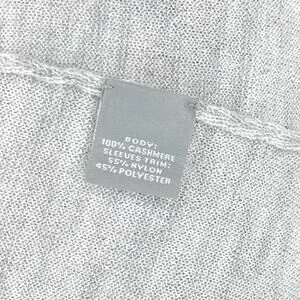 BODY:
100% CASHMERE
SLEEVES TRIM:
55% NYLON
45% POLYESTER